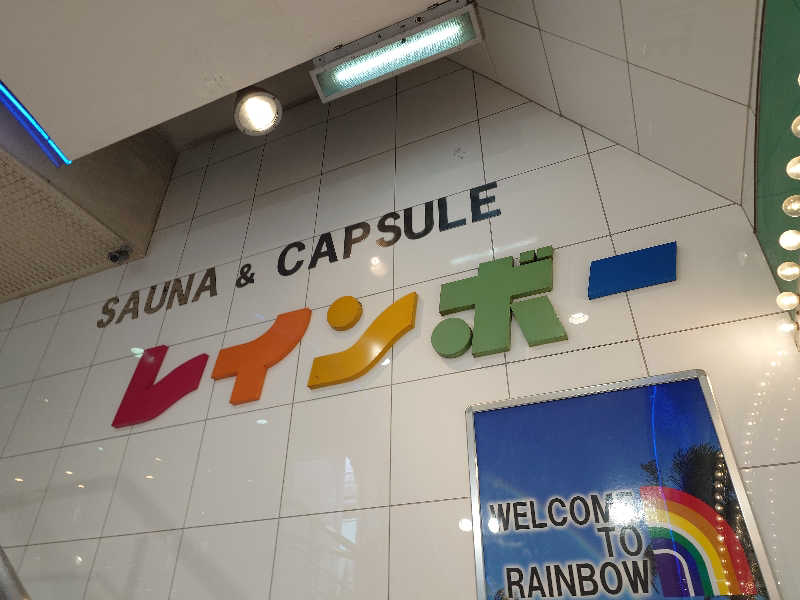 SAUNA & CAPSULE
レインボー
WELCOME
TO
RAINBOW